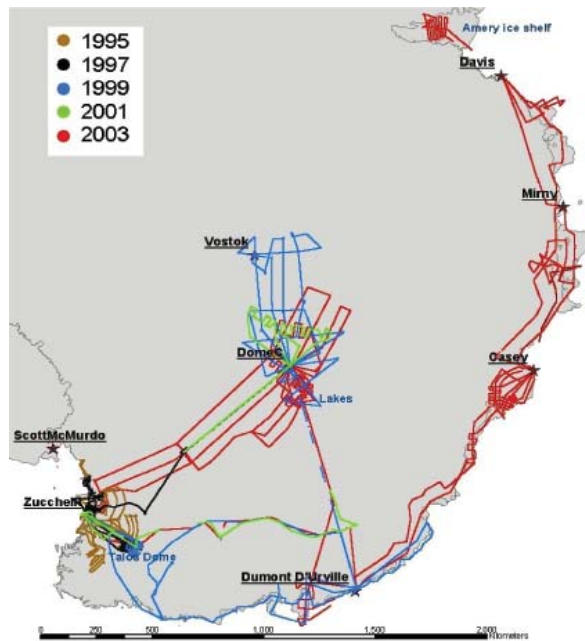 Amery ice shelf
1995
1997
1999
2001
2003
Davis
Mirny
Vostok
DomeC
Casey
Lakes
ScottMcMurdo
Zucchelli
Talos Dome
Dumont D'Urville
0 250 500 1,000 1,500 2,000
Kilometers